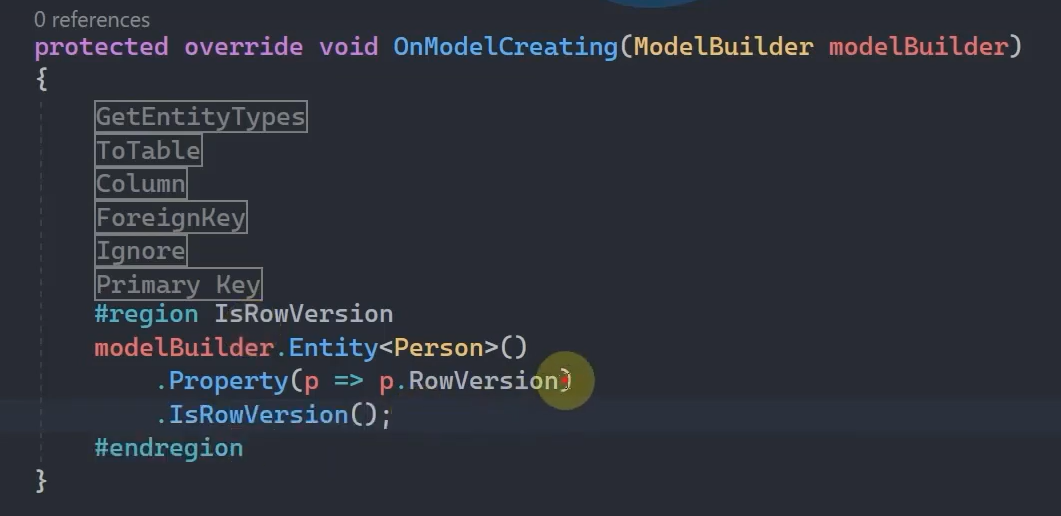 0 references
protected override void OnModelCreating(ModelBuilder modelBuilder)
{
GetEntityTypes
ToTable
Column
ForeignKey
Ignore
Primary Key
#region IsRowVersion
modelBuilder.Entity<Person>()
.Property(p => p.RowVersion)
.IsRowVersion();
#endregion
}